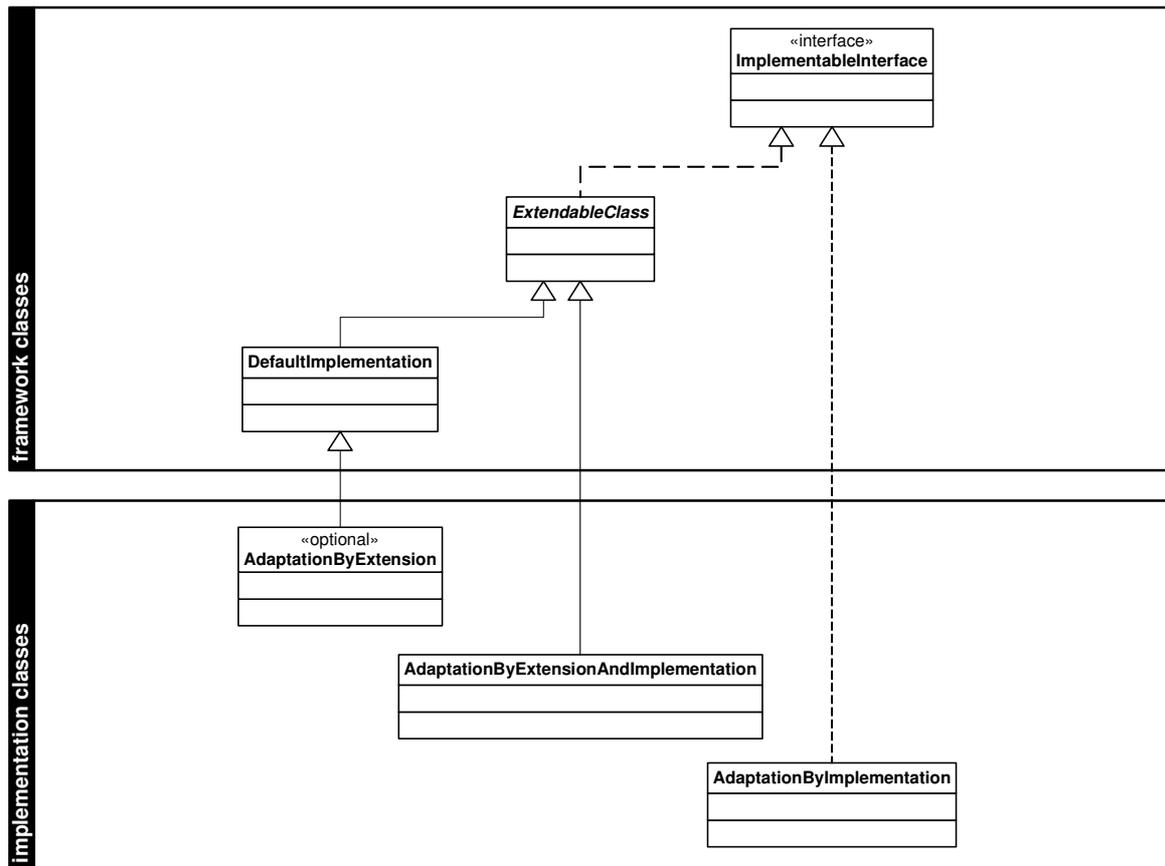 framework classes
«interface»
ImplementableInterface
ExtendableClass
DefaultImplementation
implementation classes
«optional»
AdaptationByExtension
AdaptationByExtensionAndImplementation
AdaptationByImplementation